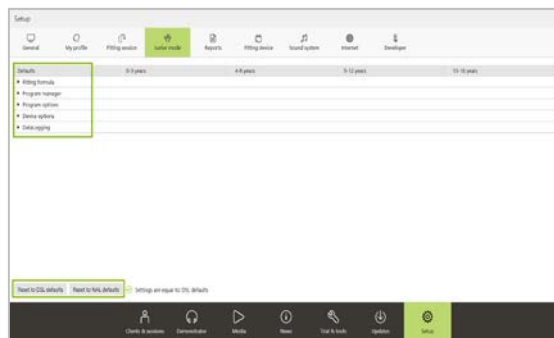 Setup
General My profile Fitting session Junior mode Reports Fitting device Sound system Internet Developer
Defaults 0-3 years 4-8 years 9-12 years 13-18 years
Fitting formula
Program manager
Program options
Device options
DataLogging
Reset to DSL defaults Reset to NAL defaults Settings are equal to DSL defaults
Clients & sessions Demonstrator Media News Trial & tools Updates Setup